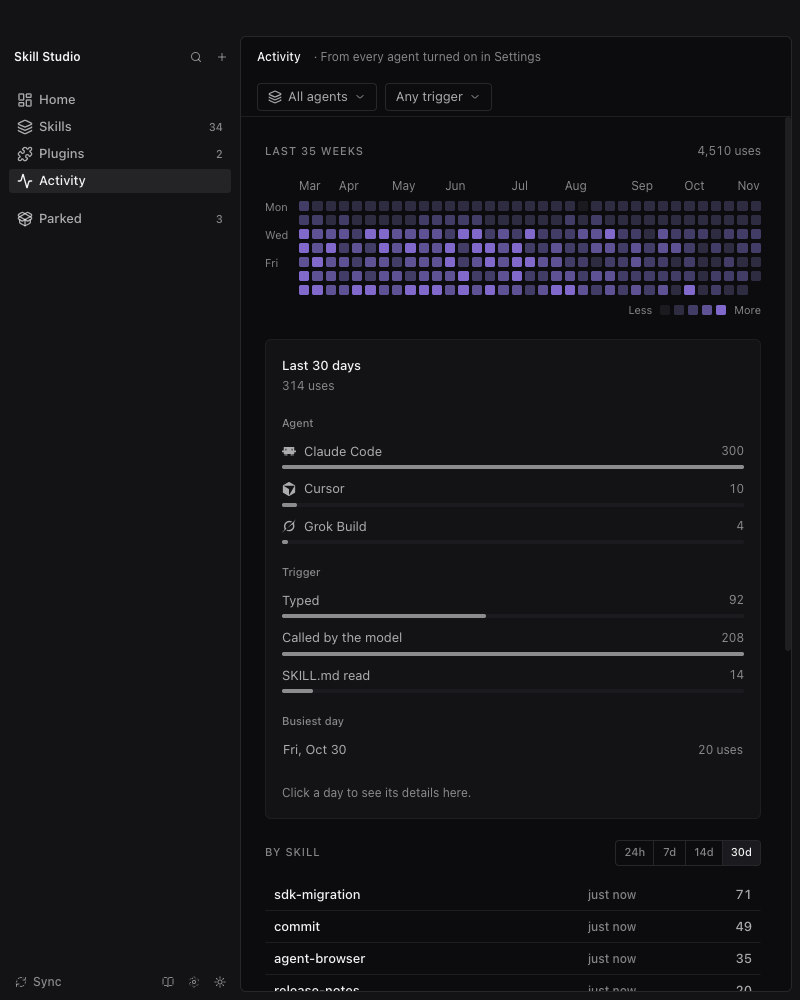 Skill Studio
Home
Skills 34
Plugins 2
Activity
Parked 3
Sync
Activity · From every agent turned on in Settings
All agents Any trigger
LAST 35 WEEKS 4,510 uses
Mar Apr May Jun Jul Aug Sep Oct Nov
Mon
Wed
Fri
Less More
Last 30 days
314 uses
Agent
Claude Code 300
Cursor 10
Grok Build 4
Trigger
Typed 92
Called by the model 208
SKILL.md read 14
Busiest day
Fri, Oct 30 20 uses
Click a day to see its details here.
BY SKILL 24h 7d 14d 30d
sdk-migration just now 71
commit just now 49
agent-browser just now 35
release-notes just now 20